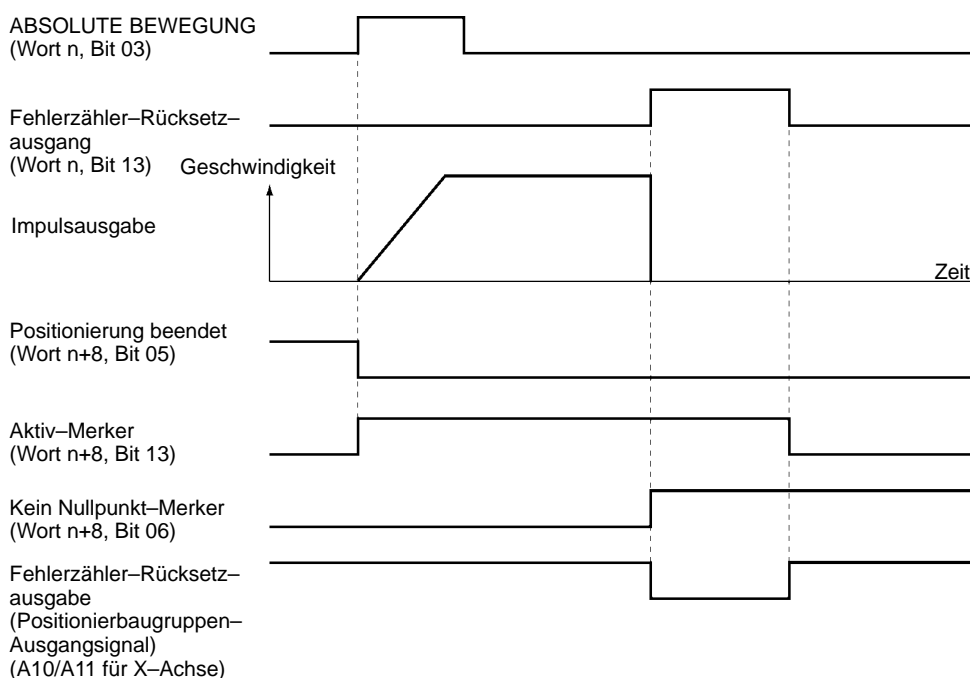 ABSOLUTE BEWEGUNG
(Wort n, Bit 03)
Fehlerzähler–Rücksetz–
ausgang
(Wort n, Bit 13)
Geschwindigkeit
Impulsausgabe
Zeit
Positionierung beendet
(Wort n+8, Bit 05)
Aktiv–Merker
(Wort n+8, Bit 13)
Kein Nullpunkt–Merker
(Wort n+8, Bit 06)
Fehlerzähler–Rücksetz–
ausgabe
(Positionierbaugruppen–
Ausgangsignal)
(A10/A11 für X–Achse)